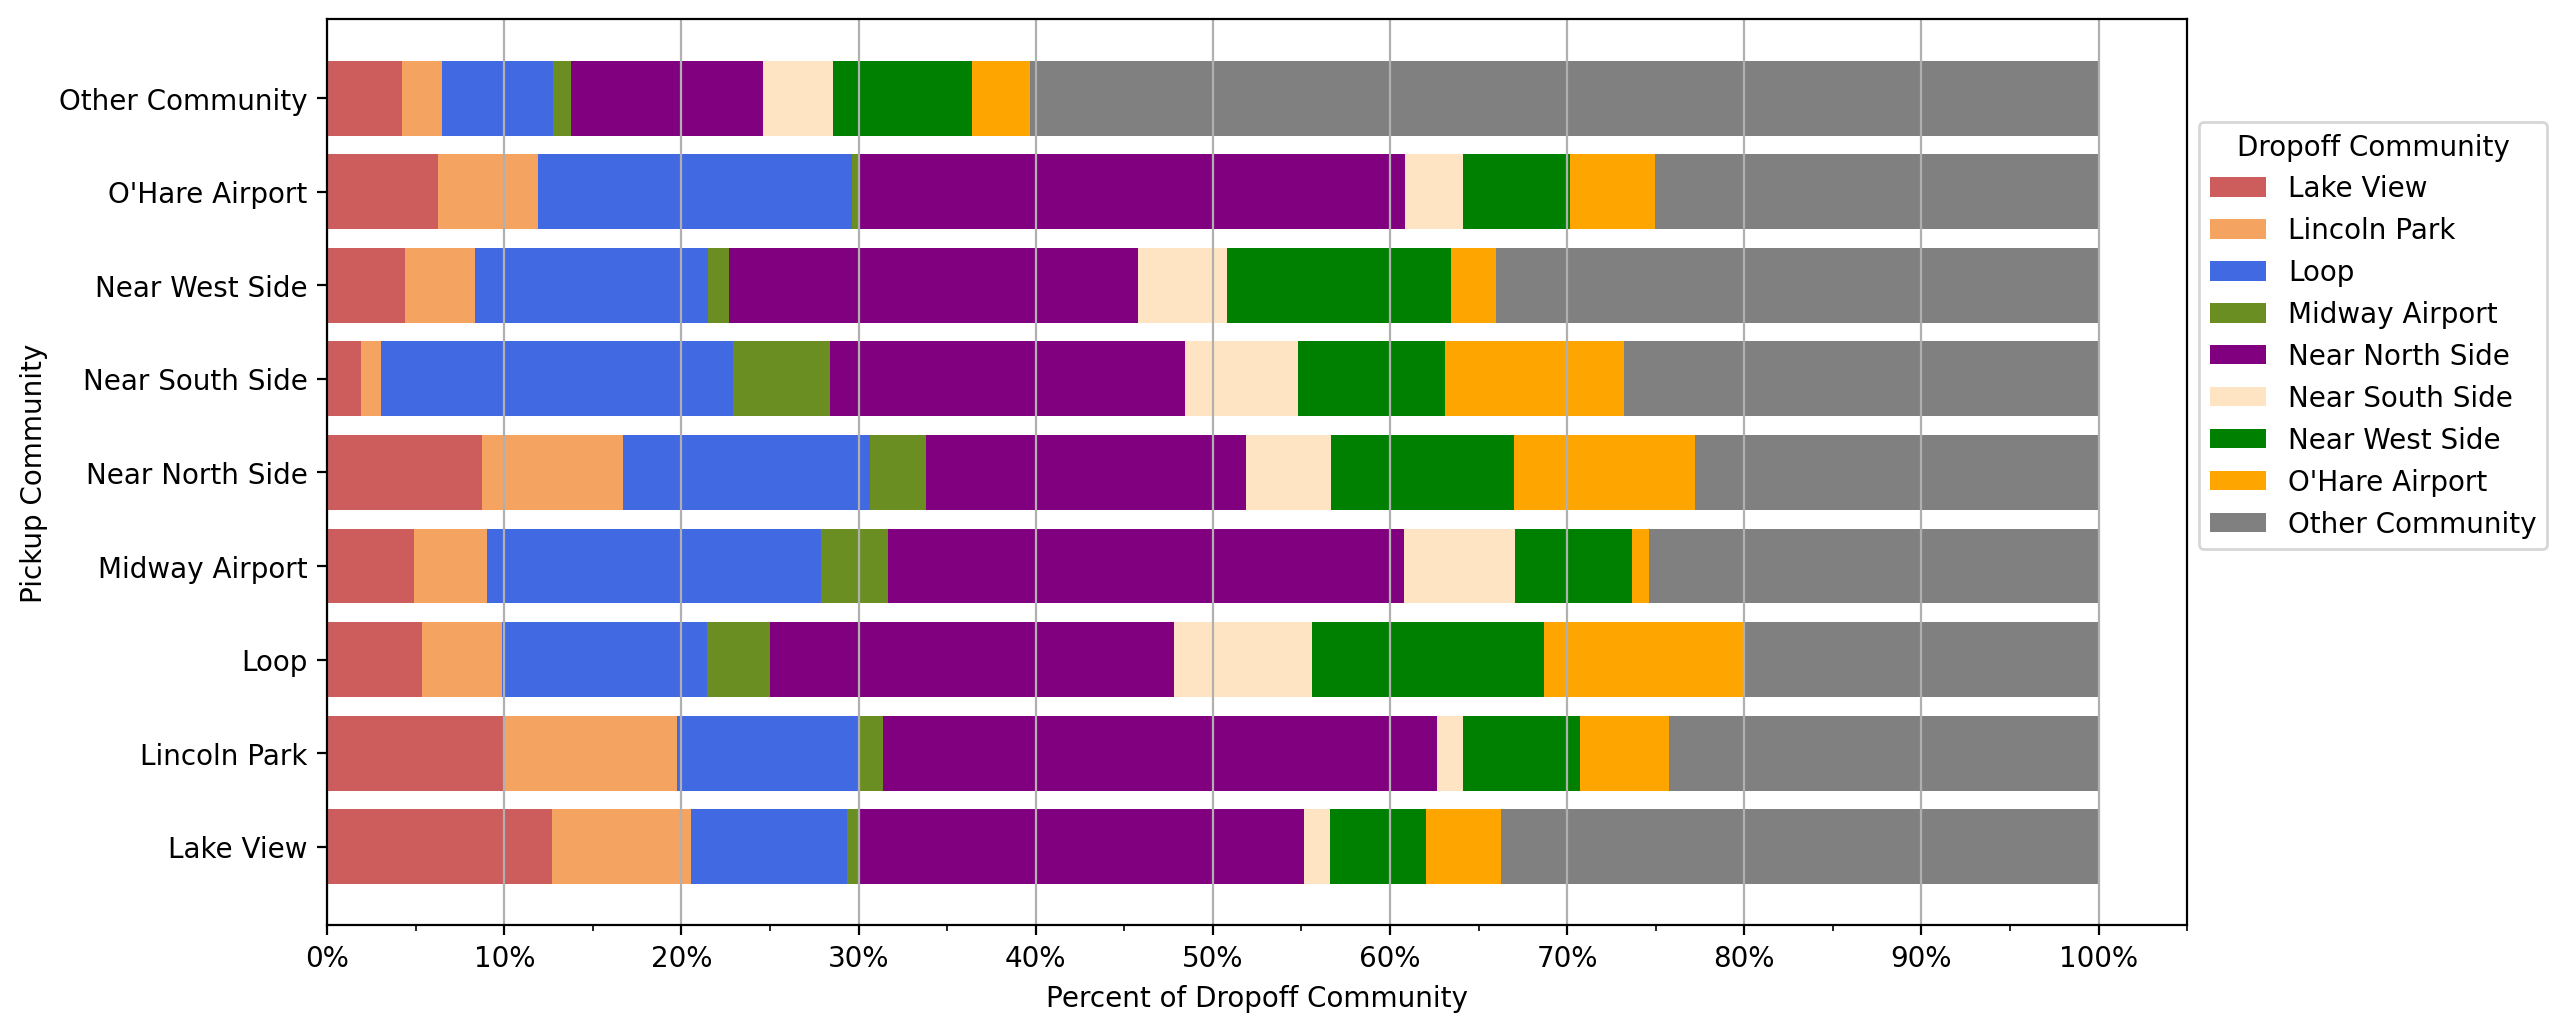 Other Community
O'Hare Airport
Near West Side
Near South Side
Near North Side
Midway Airport
Loop
Lincoln Park
Lake View
Pickup Community
0% 10% 20% 30% 40% 50% 60% 70% 80% 90% 100%
Percent of Dropoff Community
Dropoff Community
Lake View
Lincoln Park
Loop
Midway Airport
Near North Side
Near South Side
Near West Side
O'Hare Airport
Other Community